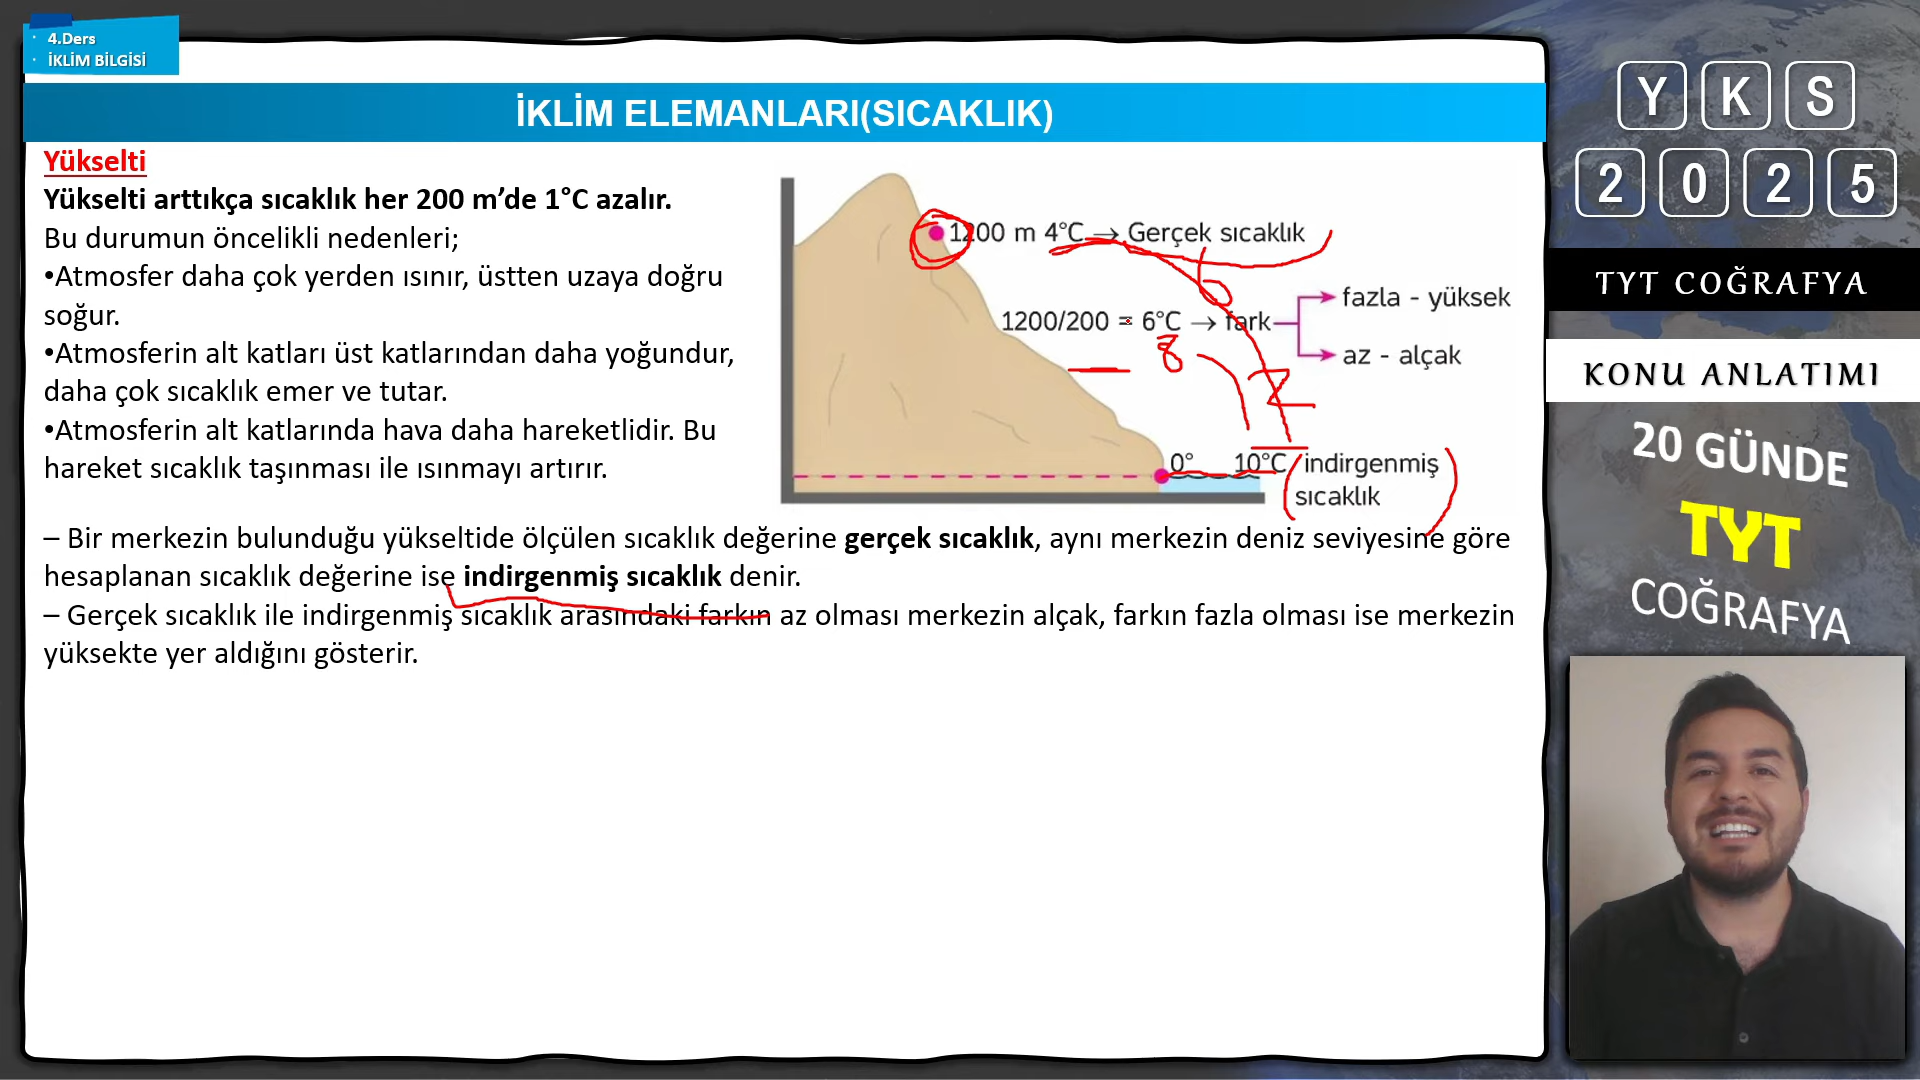 4.Ders
İKLİM BİLGİSİ
İKLİM ELEMANLARI(SICAKLIK)
Yükselti
Yükselti arttıkça sıcaklık her 200 m’de 1°C azalır.
Bu durumun öncelikli nedenleri;
•Atmosfer daha çok yerden ısınır, üstten uzaya doğru
soğur.
•Atmosferin alt katları üst katlarından daha yoğundur,
daha çok sıcaklık emer ve tutar.
•Atmosferin alt katlarında hava daha hareketlidir. Bu
hareket sıcaklık taşınması ile ısınmayı artırır.
1200 m 4°C → Gerçek sıcaklık
6
fazla - yüksek
1200/200 = 6°C → fark
8
az - alçak
0° 10°C indirgenmiş
sıcaklık
– Bir merkezin bulunduğu yükseltide ölçülen sıcaklık değerine gerçek sıcaklık, aynı merkezin deniz seviyesine göre
hesaplanan sıcaklık değerine ise indirgenmiş sıcaklık denir.
– Gerçek sıcaklık ile indirgenmiş sıcaklık arasındaki farkın az olması merkezin alçak, farkın fazla olması ise merkezin
yüksekte yer aldığını gösterir.
YKS
2025
TYT COĞRAFYA
KONU ANLATIMI
20 GÜNDE
TYT
COĞRAFYA